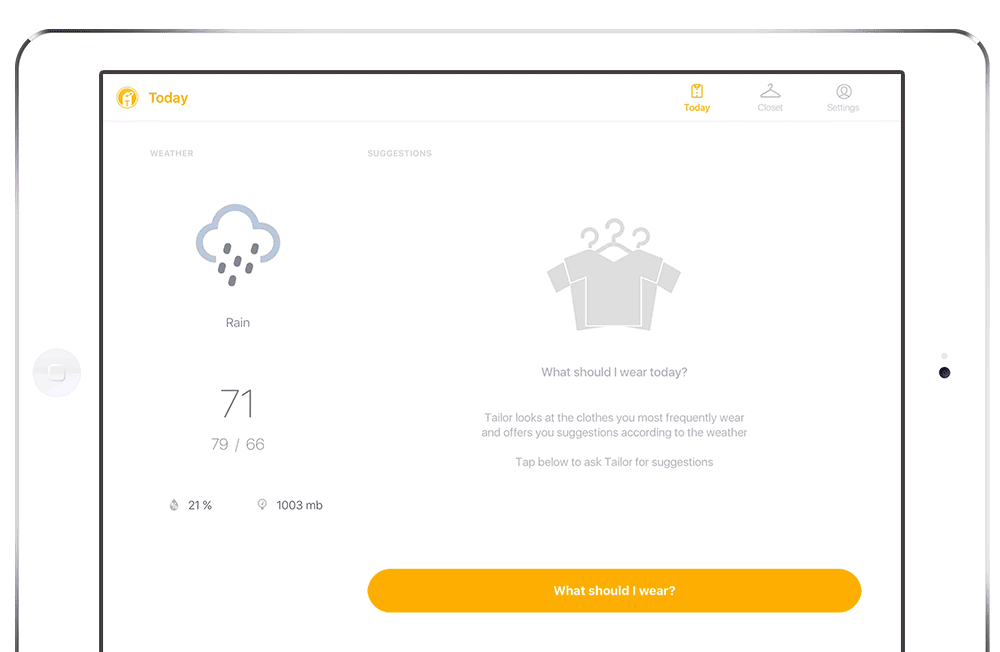 Today
Today
Closet
Settings
WEATHER
SUGGESTIONS
Rain
71
79 / 66
21 %
1003 mb
What should I wear today?
Tailor looks at the clothes you most frequently wear
and offers you suggestions according to the weather
Tap below to ask Tailor for suggestions
What should I wear?